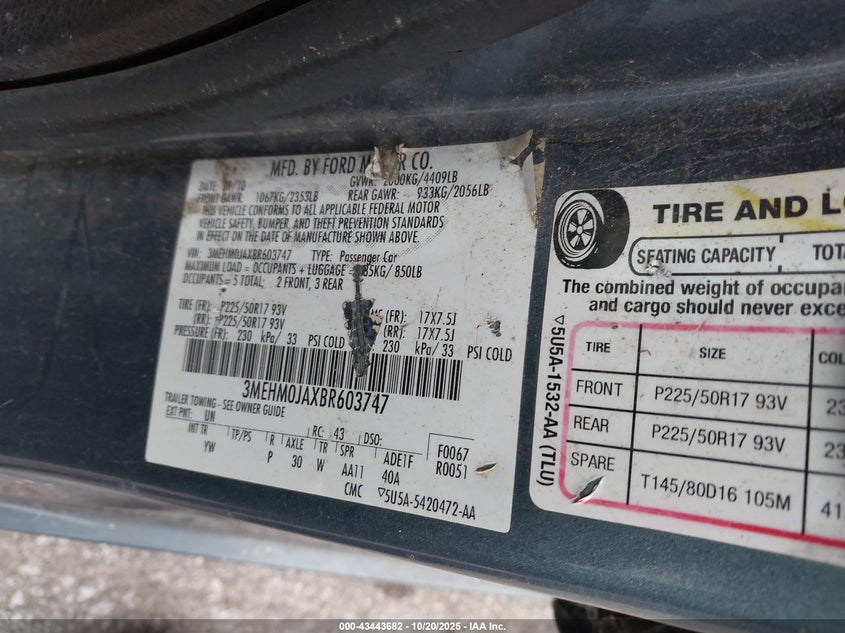 MFD. BY FORD MOTOR CO.
DATE: 09/10 GVWR: 2000KG/4409LB
FRONT GAWR: 1067KG/2353LB REAR GAWR: 933KG/2056LB
THIS VEHICLE CONFORMS TO ALL APPLICABLE FEDERAL MOTOR
VEHICLE SAFETY, BUMPER, AND THEFT PREVENTION STANDARDS
IN EFFECT ON THE DATE OF MANUFACTURE SHOWN ABOVE.
VIN: 3MEHM0JAXBR603747 TYPE: Passenger Car
MAXIMUM LOAD = OCCUPANTS + LUGGAGE = 385KG/ 850LB
OCCUPANTS = 5 TOTAL: 2 FRONT, 3 REAR
TIRE (FR): P225/50R17 93V (FR): 17X7.5J
(RR): P225/50R17 93V (RR): 17X7.5J
PRESSURE (FR): 230 kPa/ 33 PSI COLD 230 kPa/ 33 PSI COLD
3MEHM0JAXBR603747
TRAILER TOWING - SEE OWNER GUIDE
EXT PNT: UN RC: 43 DSO: F0067
INT TR TP/PS R AXLE TR SPR ADE1F R0051
YW P 30 W AA11 40A
CMC ▽5U5A-5420472-AA
TIRE AND LO
SEATING CAPACITY TOTA
The combined weight of occupan
and cargo should never exce
TIRE SIZE COL
FRONT P225/50R17 93V 23
REAR P225/50R17 93V 23
SPARE T145/80D16 105M 41
▽5U5A-1532-AA (TLU)
000-43443682 | 10/20/2025 - IAA Inc.